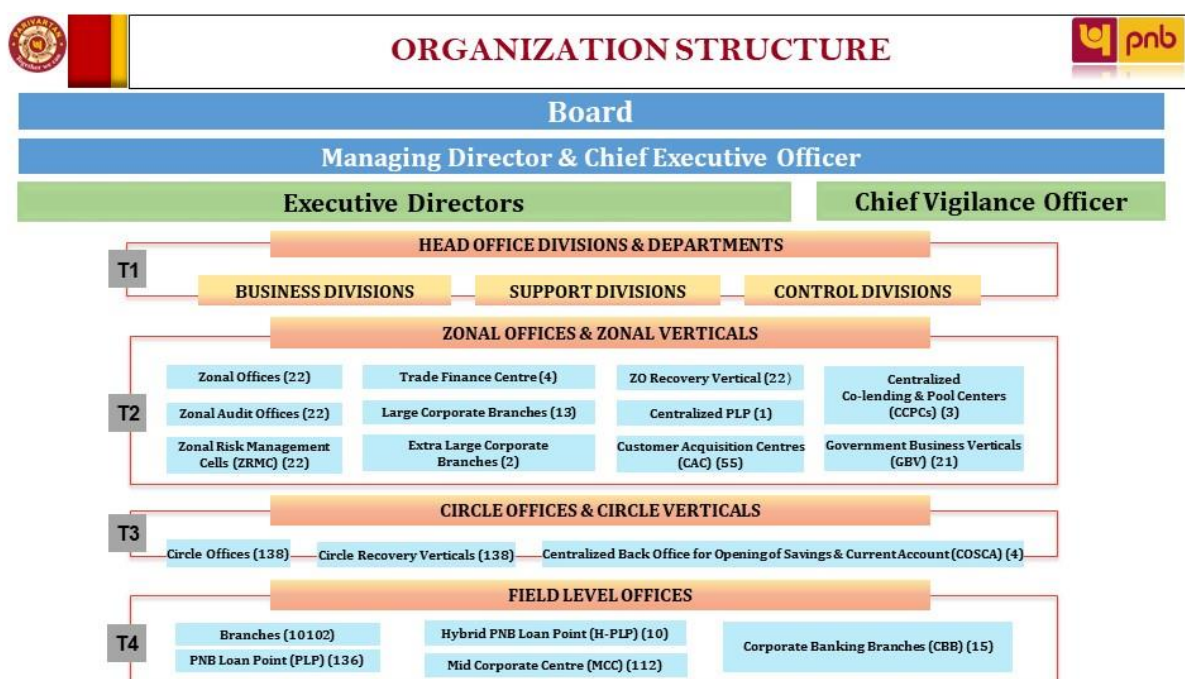 PARIVARTAN
Together we can
ORGANIZATION STRUCTURE
pnb
Board
Managing Director & Chief Executive Officer
Executive Directors
Chief Vigilance Officer
T1
HEAD OFFICE DIVISIONS & DEPARTMENTS
BUSINESS DIVISIONS
SUPPORT DIVISIONS
CONTROL DIVISIONS
T2
ZONAL OFFICES & ZONAL VERTICALS
Zonal Offices (22)
Trade Finance Centre (4)
ZO Recovery Vertical (22)
Centralized
Co-lending & Pool Centers
(CCPCs) (3)
Zonal Audit Offices (22)
Large Corporate Branches (13)
Centralized PLP (1)
Zonal Risk Management
Cells (ZRMC) (22)
Extra Large Corporate
Branches (2)
Customer Acquisition Centres
(CAC) (55)
Government Business Verticals
(GBV) (21)
T3
CIRCLE OFFICES & CIRCLE VERTICALS
Circle Offices (138)
Circle Recovery Verticals (138)
Centralized Back Office for Opening of Savings & Current Account (COSCA) (4)
T4
FIELD LEVEL OFFICES
Branches (10102)
Hybrid PNB Loan Point (H-PLP) (10)
Corporate Banking Branches (CBB) (15)
PNB Loan Point (PLP) (136)
Mid Corporate Centre (MCC) (112)